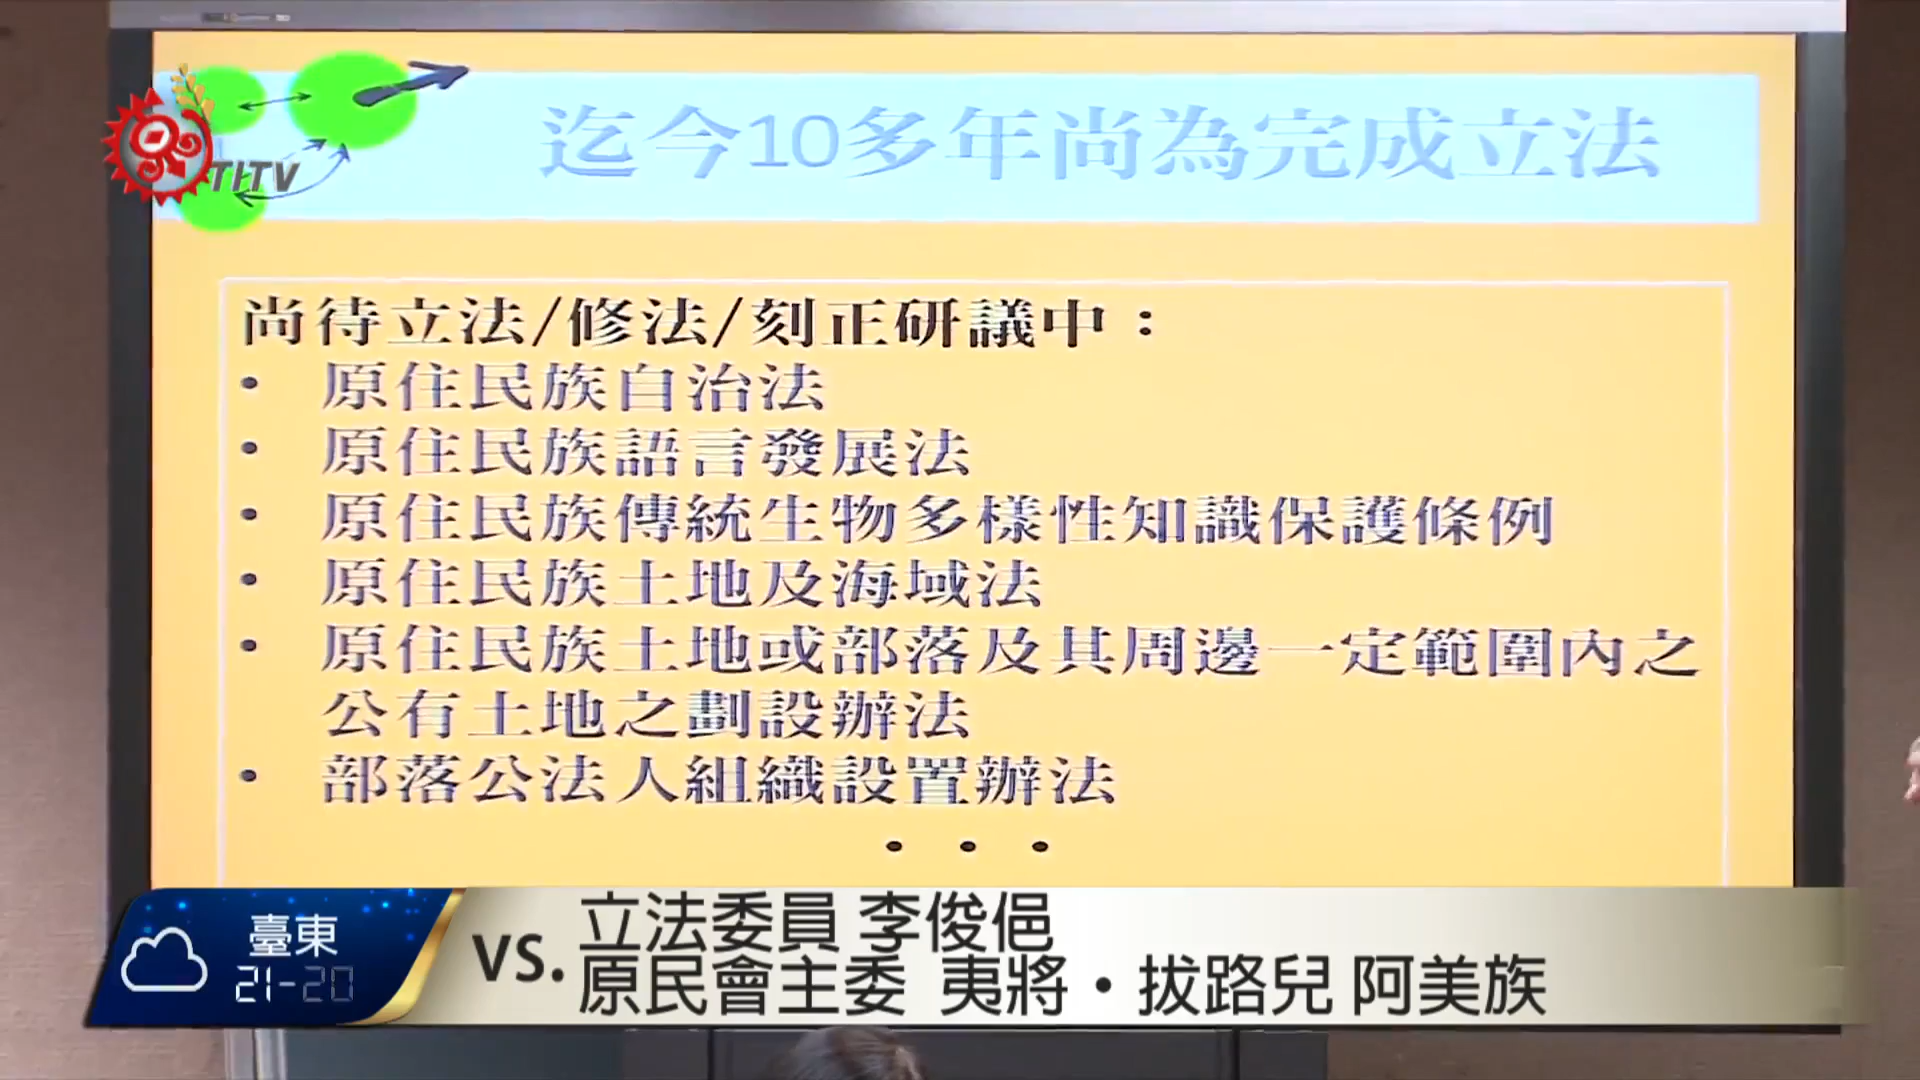 迄今10多年尚為完成立法
TITV
尚待立法/修法/刻正研議中：
• 原住民族自治法
• 原住民族語言發展法
• 原住民族傳統生物多樣性知識保護條例
• 原住民族土地及海域法
• 原住民族土地或部落及其周邊一定範圍內之
公有土地之劃設辦法
• 部落公法人組織設置辦法
• • •
臺東
21-20
vs.
立法委員 李俊俋
原民會主委 夷將•拔路兒 阿美族